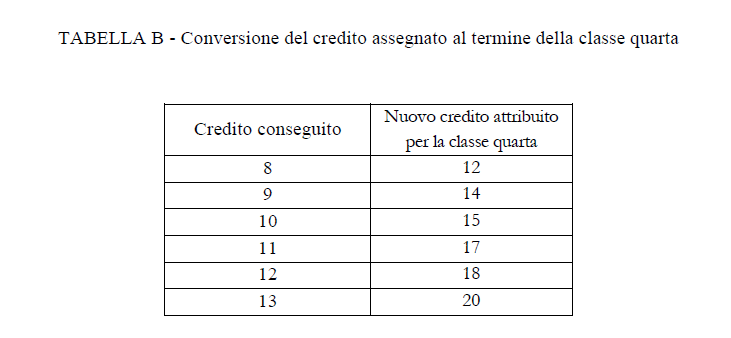 TABELLA B - Conversione del credito assegnato al termine della classe quarta
Credito conseguito
Nuovo credito attribuito
per la classe quarta
8 12
9 14
10 15
11 17
12 18
13 20